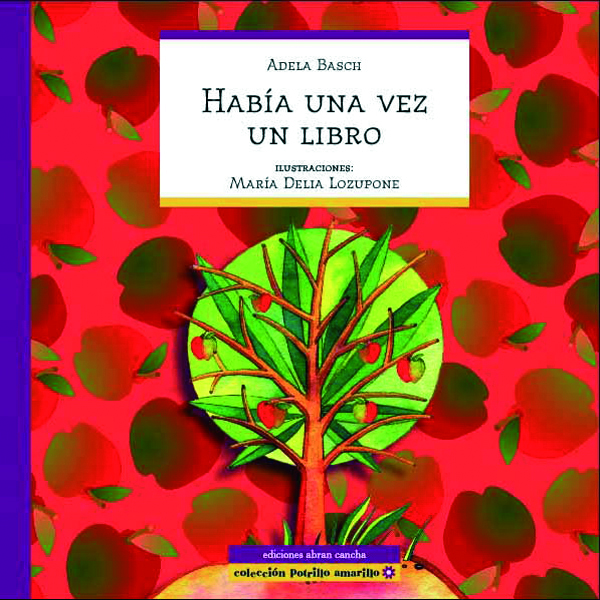 ADELA BASCH
HABÍA UNA VEZ
UN LIBRO
ILUSTRACIONES:
MARÍA DELIA LOZUPONE
ediciones abran cancha
colección Potrillo amarillo